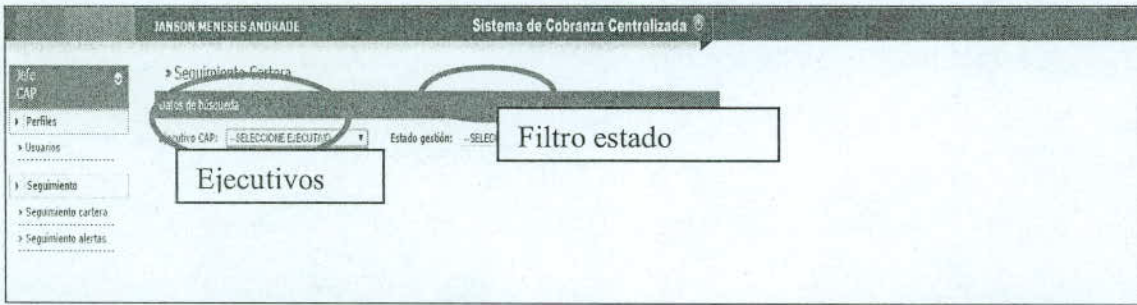 JANSON MENESES ANDRADE
Sistema de Cobranza Centralizada
Jefe
CAP
» Seguimiento Cartera
Datos de búsqueda
Perfiles
» Usuarios
Ejecutivo CAP: --SELECCIONE EJECUTIVO
Estado gestión: --SELEC
Filtro estado
Ejecutivos
Seguimiento
» Seguimiento cartera
» Seguimiento alertas